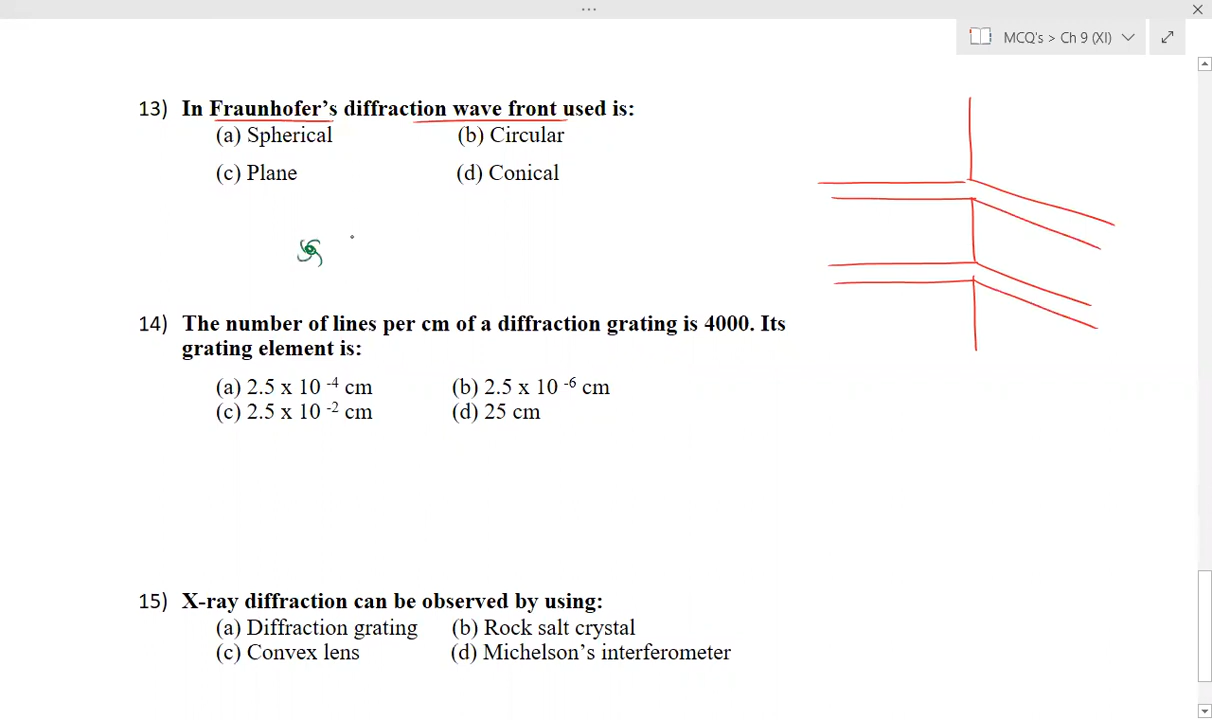 MCQ's > Ch 9 (XI)
13) In Fraunhofer's diffraction wave front used is:
(a) Spherical (b) Circular
(c) Plane (d) Conical
14) The number of lines per cm of a diffraction grating is 4000. Its
grating element is:
(a) 2.5 x 10 -4 cm (b) 2.5 x 10 -6 cm
(c) 2.5 x 10 -2 cm (d) 25 cm
15) X-ray diffraction can be observed by using:
(a) Diffraction grating (b) Rock salt crystal
(c) Convex lens (d) Michelson's interferometer